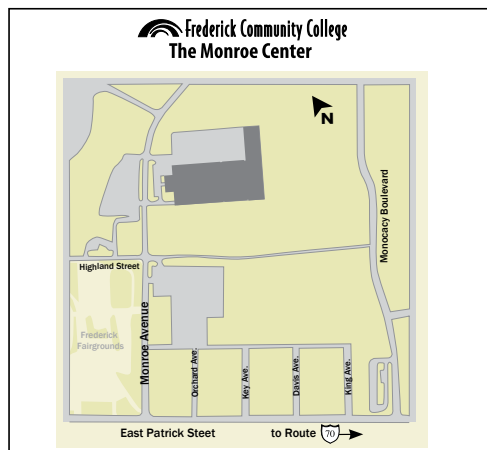 Frederick Community College
The Monroe Center
N
Monocacy Boulevard
Highland Street
Monroe Avenue
Frederick
Fairgrounds
Orchard Ave.
Key Ave.
Davis Ave.
King Ave.
East Patrick Steet
to Route 70